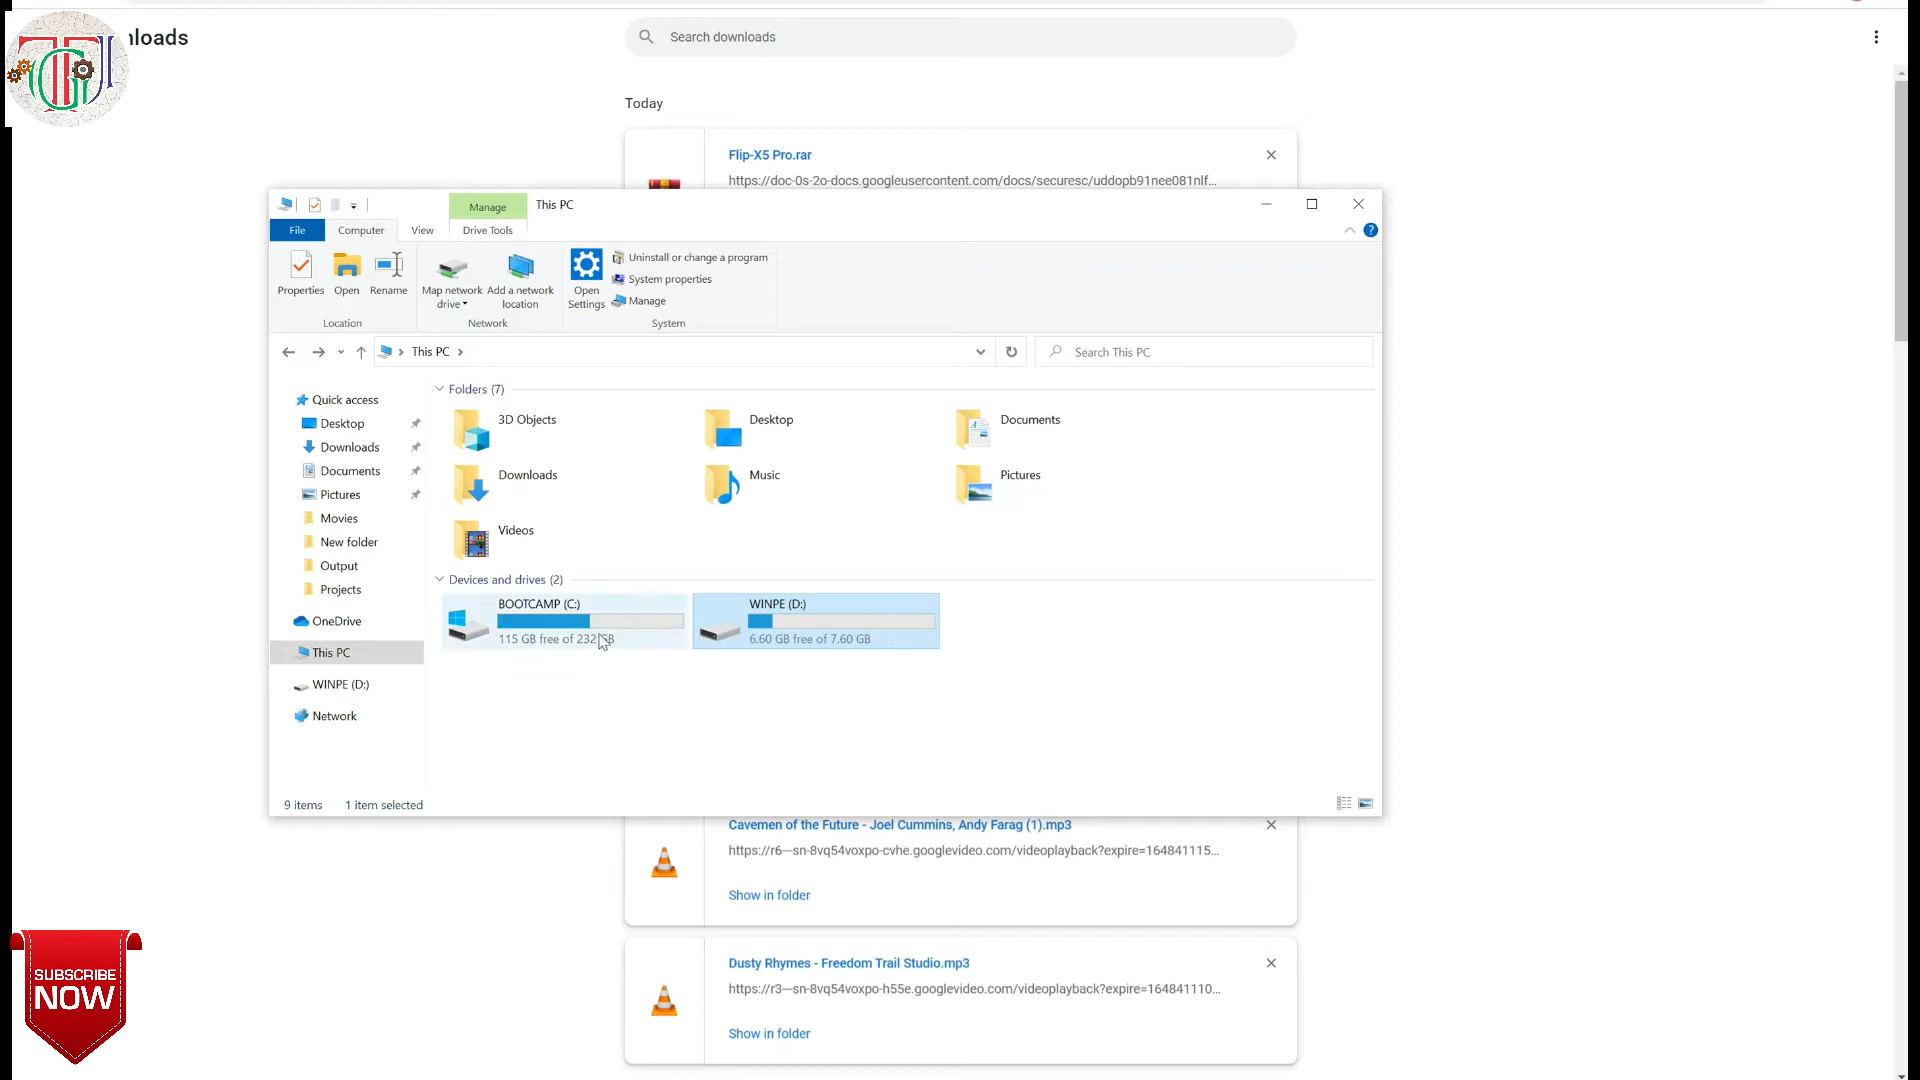 nloads
Search downloads
Today
Flip-X5 Pro.rar
https://doc-0s-2o-docs.googleusercontent.com/docs/securesc/uddopb91nee081nlf...
Manage
This PC
File
Computer
View
Drive Tools
Properties
Open
Rename
Map network drive
Add a network location
Open Settings
Uninstall or change a program
System properties
Manage
Location
Network
System
This PC
Search This PC
Quick access
Desktop
Downloads
Documents
Pictures
Movies
New folder
Output
Projects
OneDrive
This PC
WINPE (D:)
Network
Folders (7)
3D Objects
Desktop
Documents
Downloads
Music
Pictures
Videos
Devices and drives (2)
BOOTCAMP (C:)
115 GB free of 232 GB
WINPE (D:)
6.60 GB free of 7.60 GB
9 items
1 item selected
Cavemen of the Future - Joel Cummins, Andy Farag (1).mp3
https://r6---sn-8vq54voxpo-cvhe.googlevideo.com/videoplayback?expire=164841115...
Show in folder
Dusty Rhymes - Freedom Trail Studio.mp3
https://r3---sn-8vq54voxpo-h55e.googlevideo.com/videoplayback?expire=164841110...
Show in folder
SUBSCRIBE
NOW